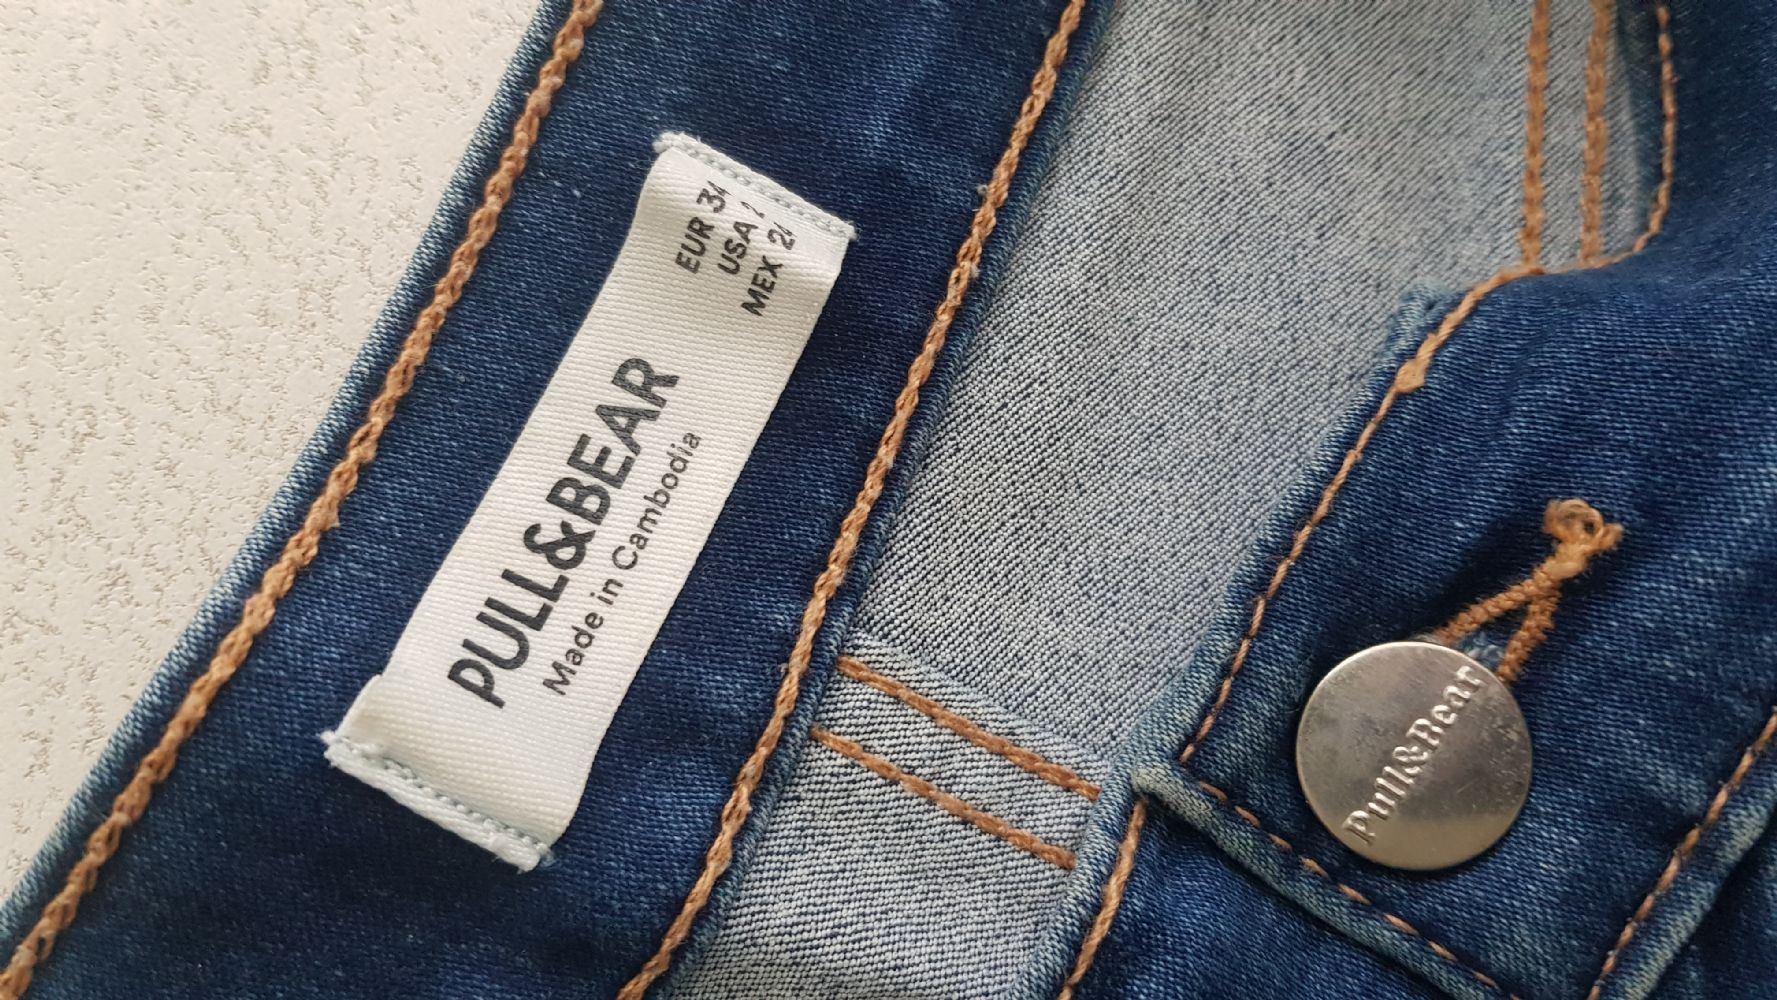 EUR 34
USA 2
MEX 24
PULL&BEAR
Made in Cambodia
Pull&Bear